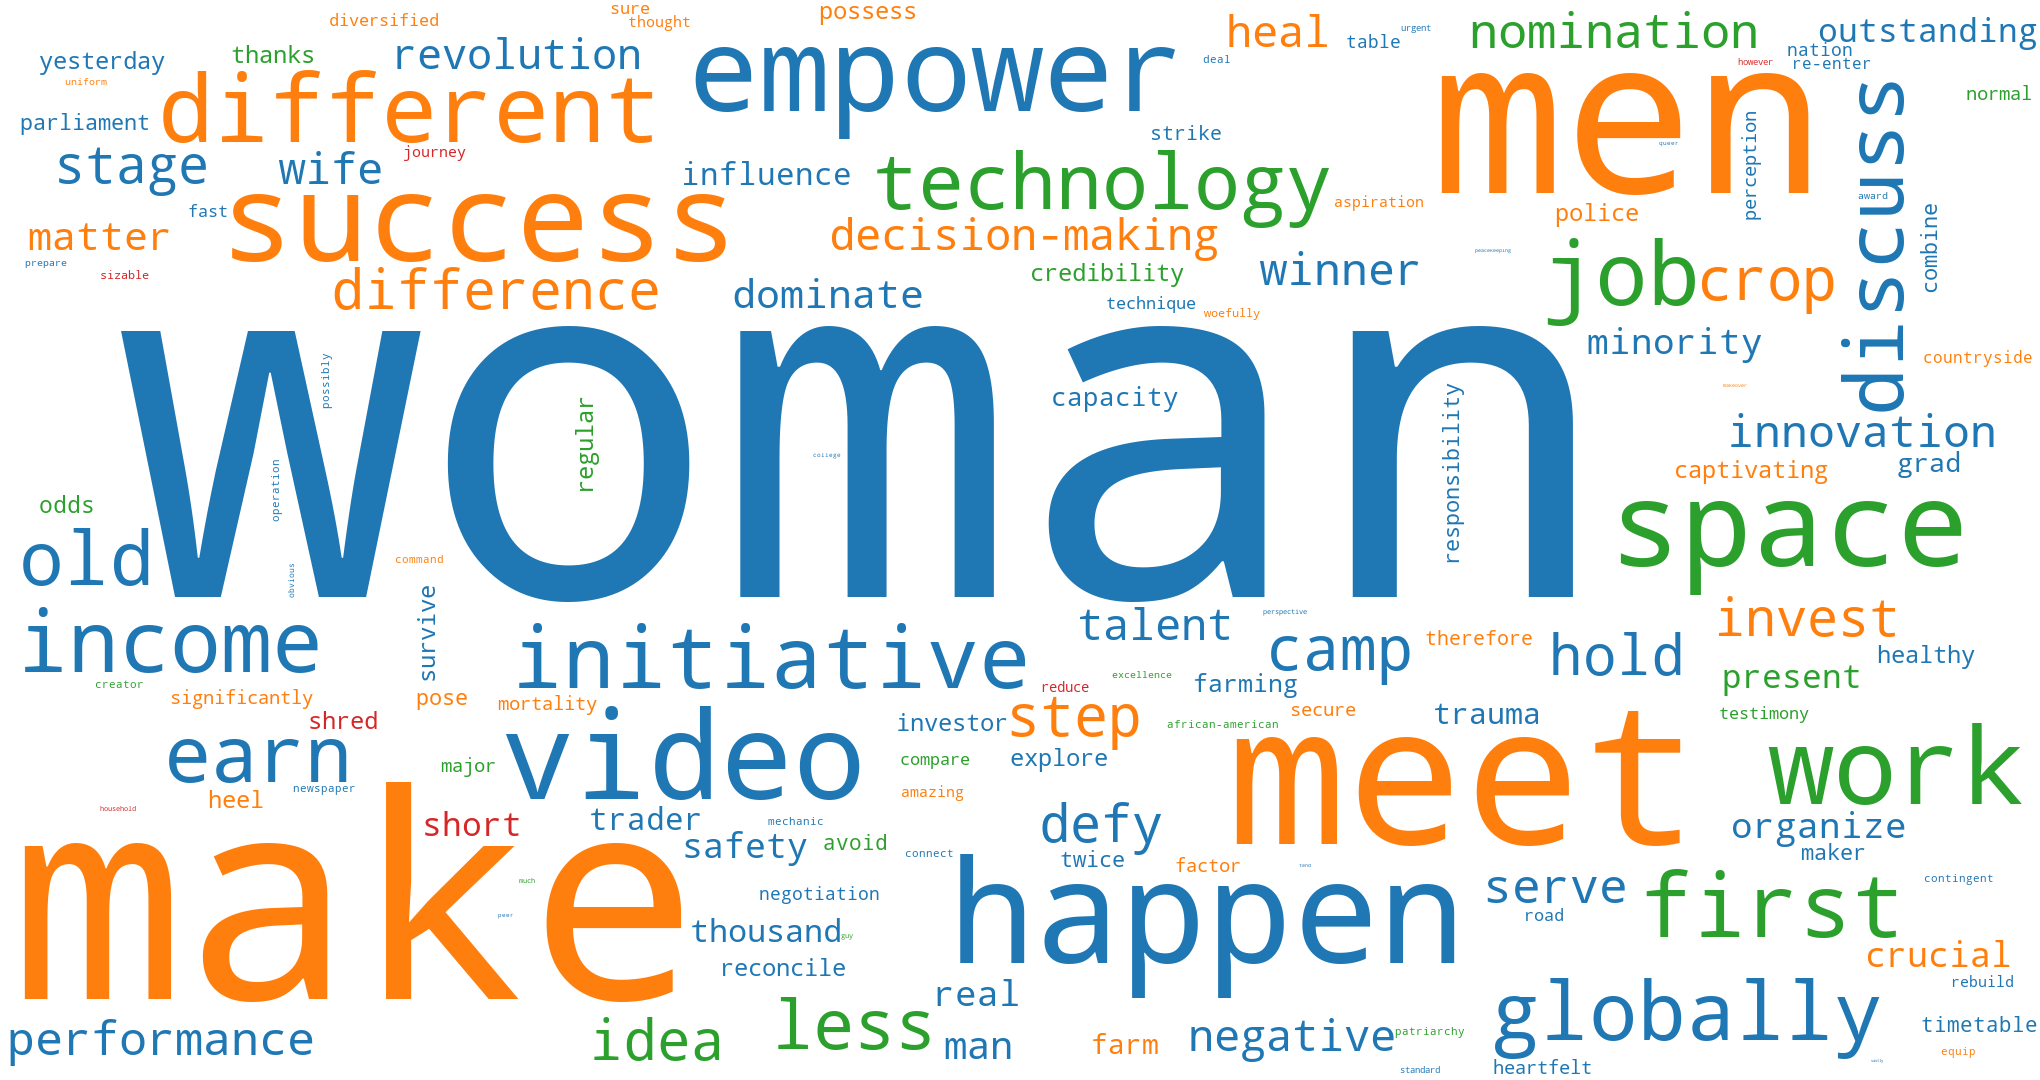 diversified
sure
thought
possess
heal
table
urgent
nomination
outstanding
yesterday
uniform
thanks
revolution
empower
deal
nation
re-enter
however
different
men
normal
parliament
journey
strike
queer
perception
discuss
stage
wife
influence
technology
fast
success
aspiration
police
award
matter
decision-making
combine
prepare
sizable
peacekeeping
difference
credibility
winner
job
crop
dominate
technique
woefully
minority
countryside
woman
possibly
capacity
responsibility
makeover
regular
innovation
college
captivating
grad
operation
odds
space
old
command
obvious
survive
income
initiative
talent
perspective
camp
therefore
hold
invest
healthy
creator
excellence
farming
present
significantly
pose
mortality
reduce
secure
trauma
testimony
shred
investor
step
african-american
meet
earn
video
major
compare
explore
work
newspaper
heel
amazing
household
make
short
trader
mechanic
defy
organize
safety
avoid
connect
twice
factor
maker
much
negotiation
happen
serve
first
contingent
peer
road
thousand
guy
reconcile
crucial
real
rebuild
performance
idea
less
man
farm
negative
patriarchy
globally
timetable
equip
standard
heartfelt